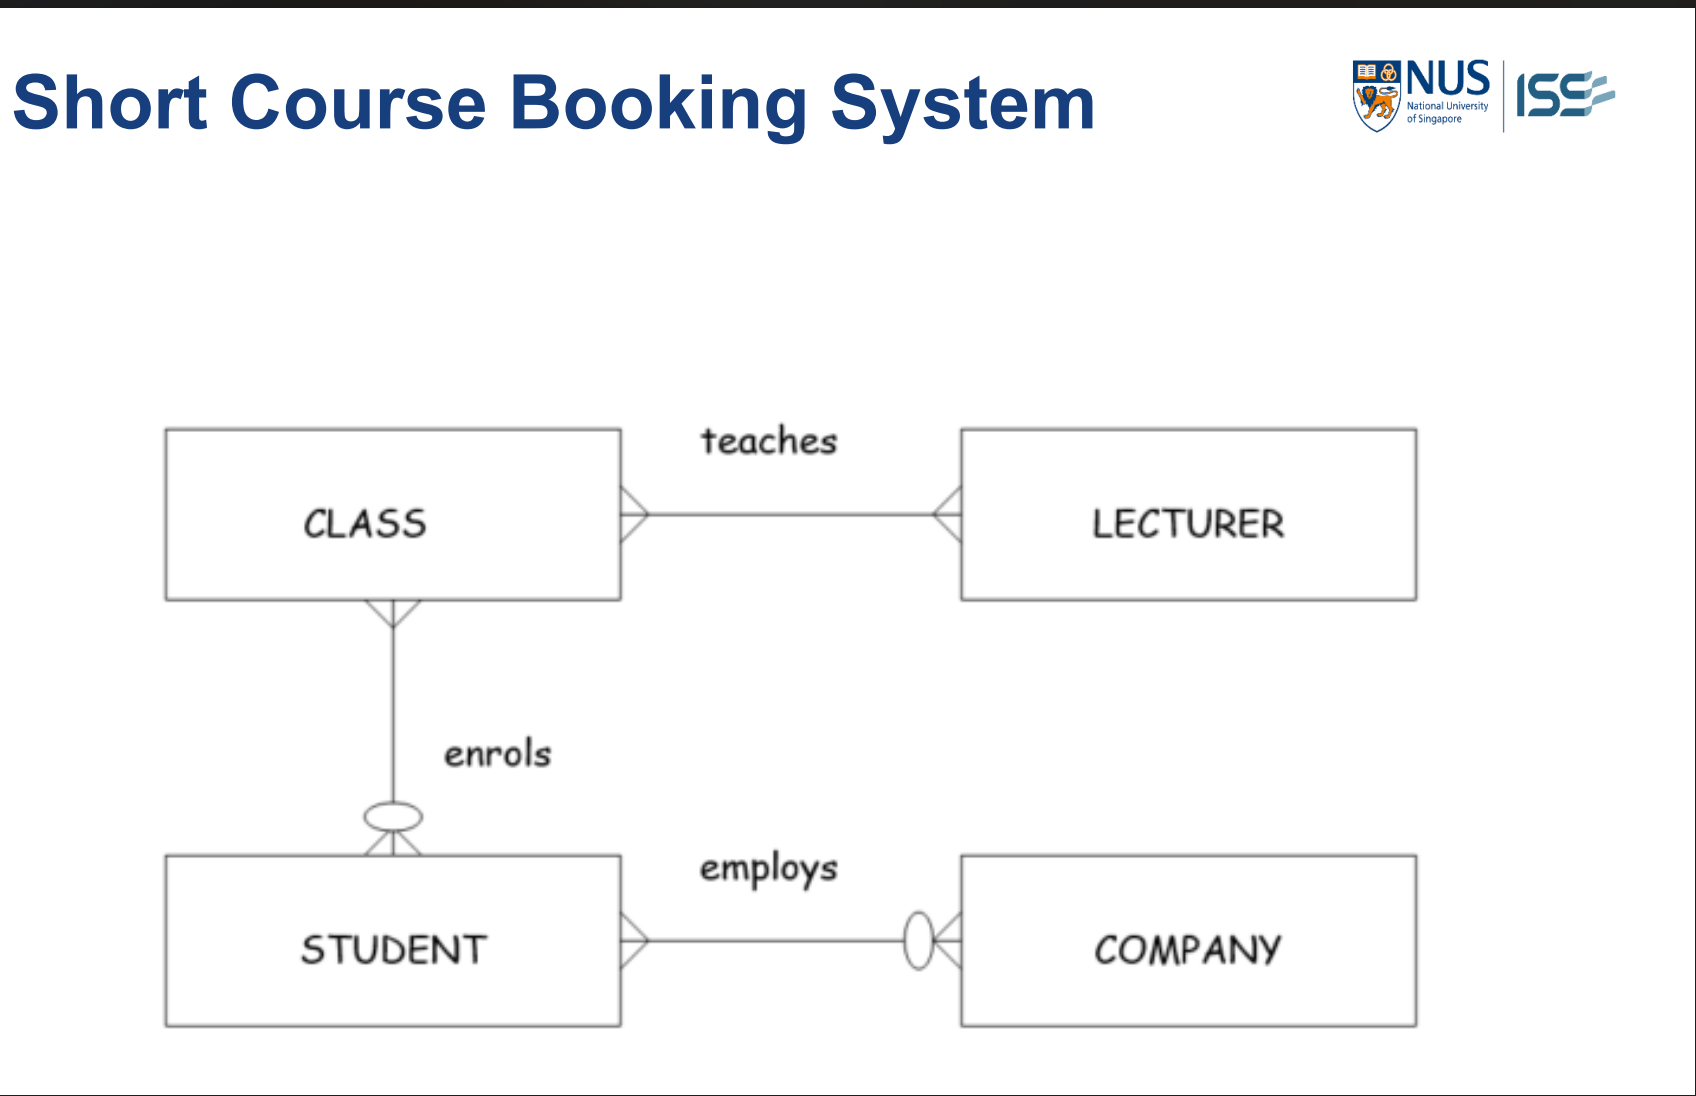 Short Course Booking System
NUS
National University
of Singapore
ISS
teaches
CLASS
LECTURER
enrols
employs
STUDENT
COMPANY